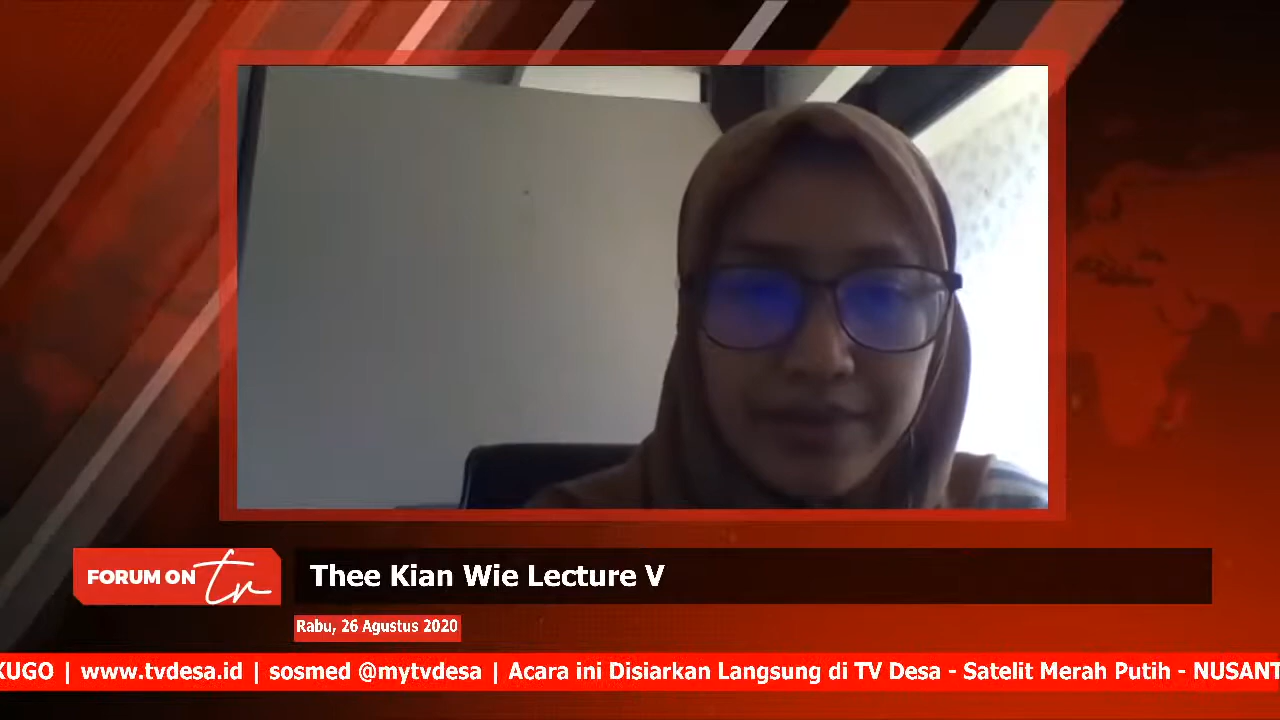 FORUM ON tv
Thee Kian Wie Lecture V
Rabu, 26 Agustus 2020
KUGO | www.tvdesa.id | sosmed @mytvdesa | Acara ini Disiarkan Langsung di TV Desa - Satelit Merah Putih - NUSANT